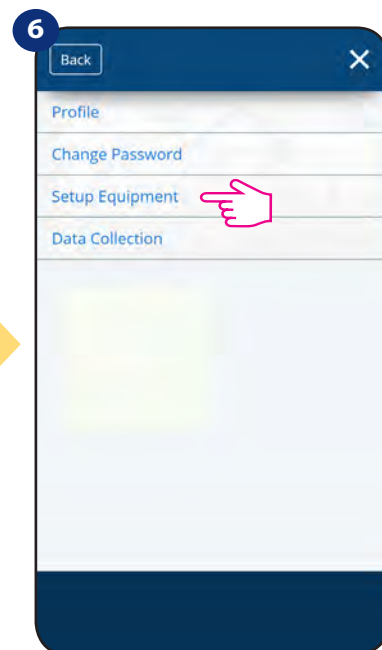 6
Back
Profile
Change Password
Setup Equipment
Data Collection